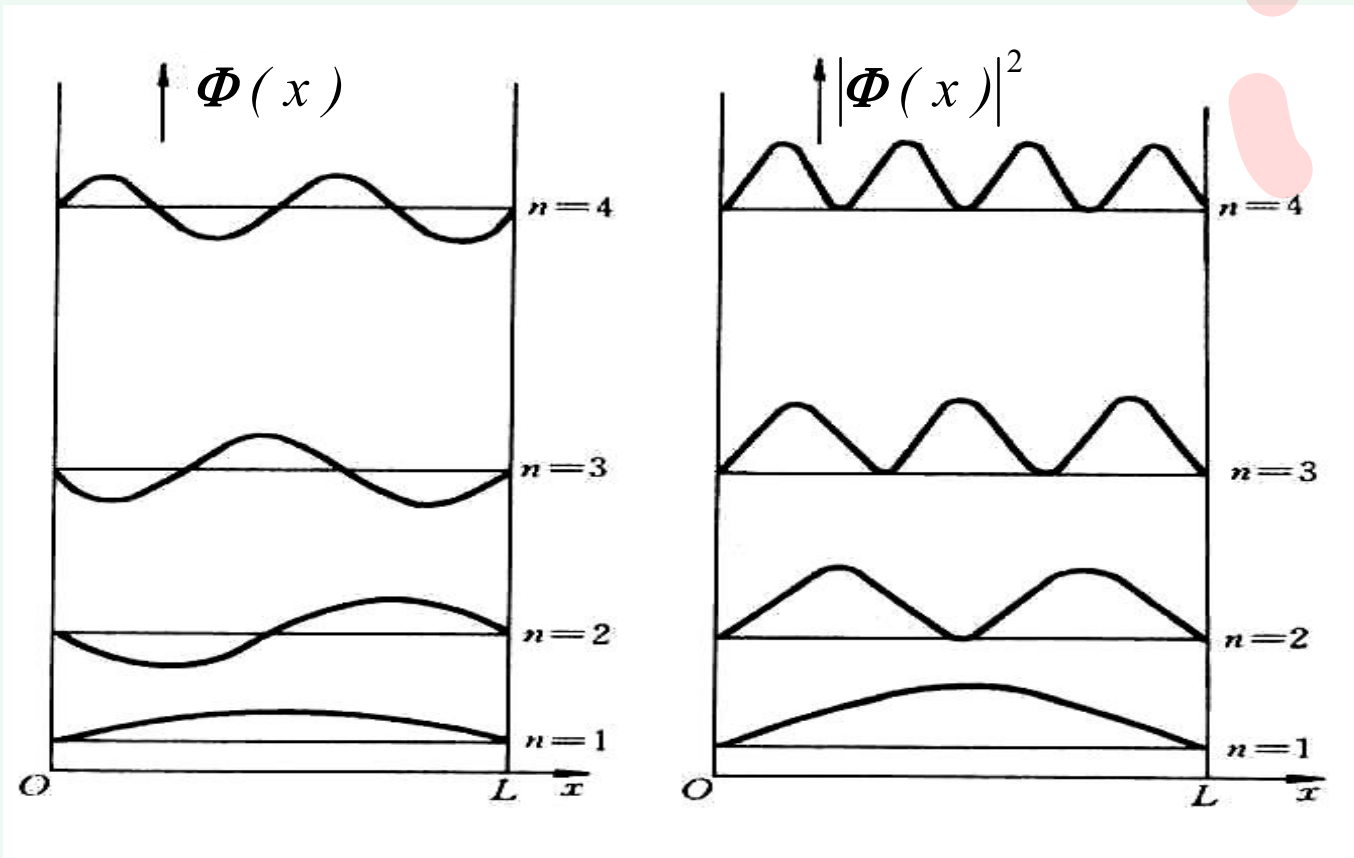 Φ( x )
|Φ( x )|²
n=4
n=3
n=2
n=1
O L x
n=4
n=3
n=2
n=1
O L x